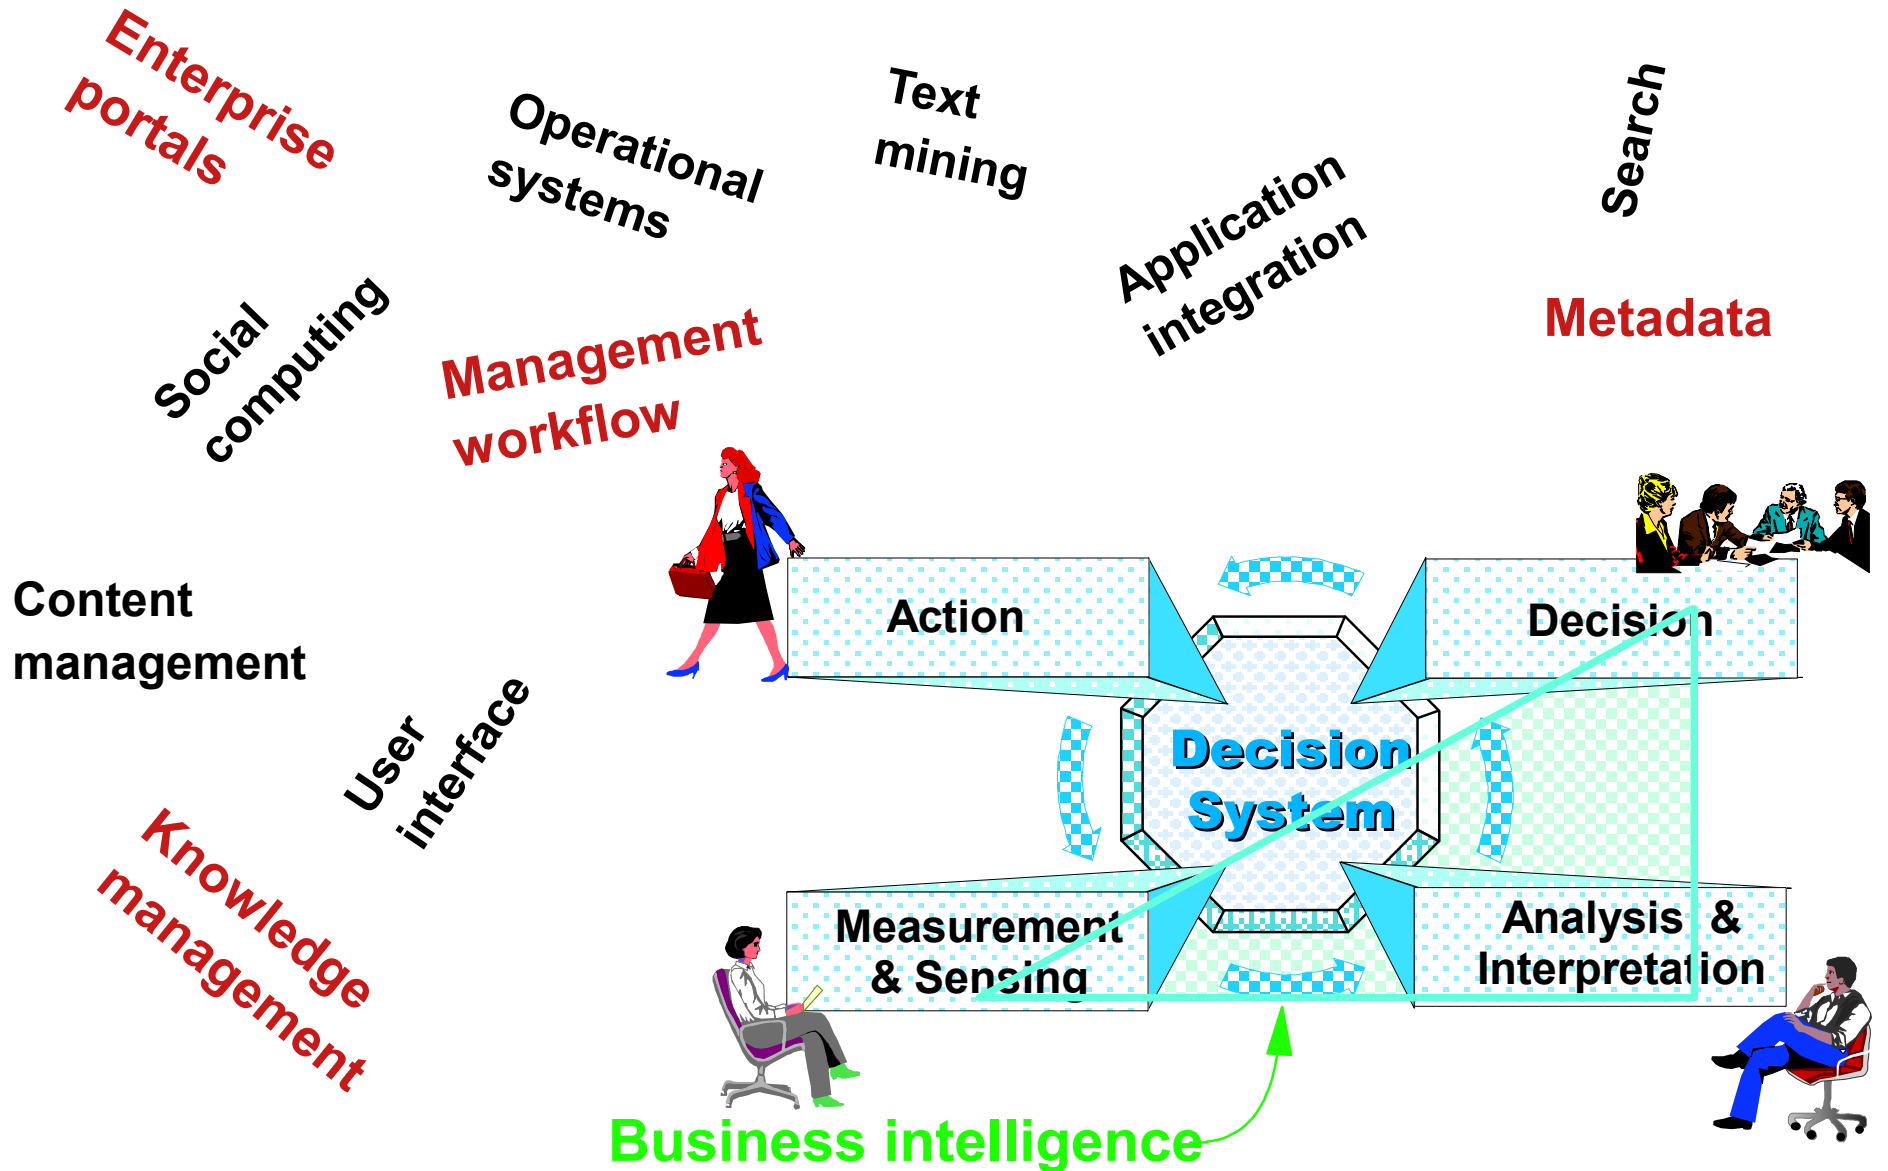 Enterprise
portals
Operational
systems
Text
mining
Application
integration
Search
Social
computing
Management
workflow
Metadata
Content
management
User
interface
Knowledge
management
Action
Decision
Decision
System
Measurement
& Sensing
Analysis &
Interpretation
Business intelligence